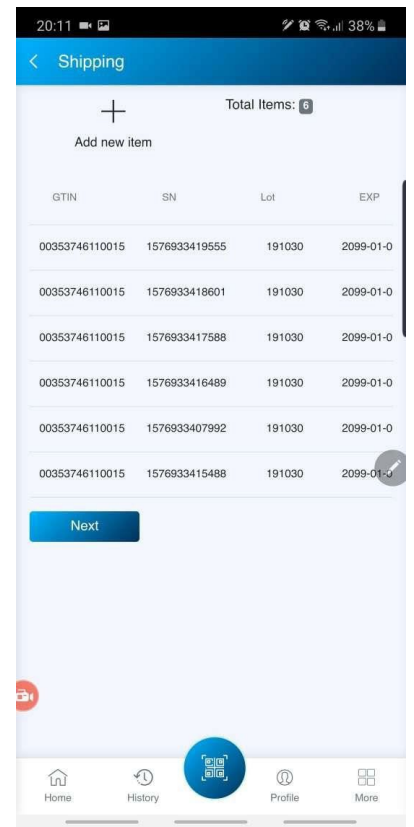 20:11 38%
Shipping
Total Items: 6
Add new item
GTIN SN Lot EXP
00353746110015 1576933419555 191030 2099-01-0
00353746110015 1576933418601 191030 2099-01-0
00353746110015 1576933417588 191030 2099-01-0
00353746110015 1576933416489 191030 2099-01-0
00353746110015 1576933407992 191030 2099-01-0
00353746110015 1576933415488 191030 2099-01-0
Next
Home History Profile More